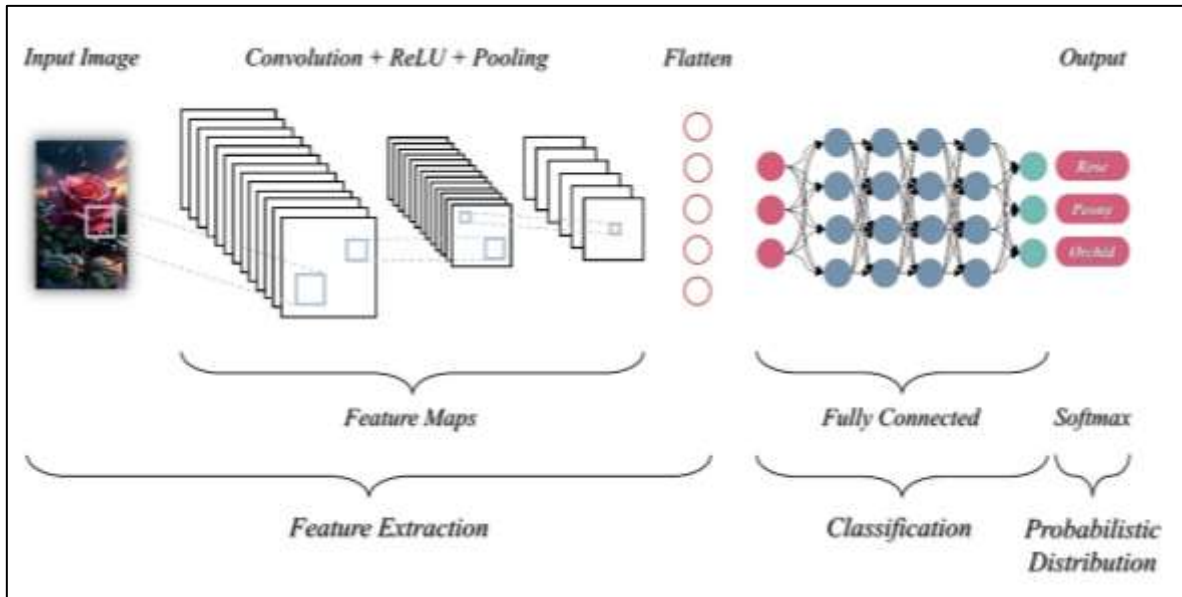 Input Image
Convolution + ReLU + Pooling
Flatten
Output
Rose
Peony
Orchid
Feature Maps
Fully Connected
Softmax
Feature Extraction
Classification
Probabilistic
Distribution